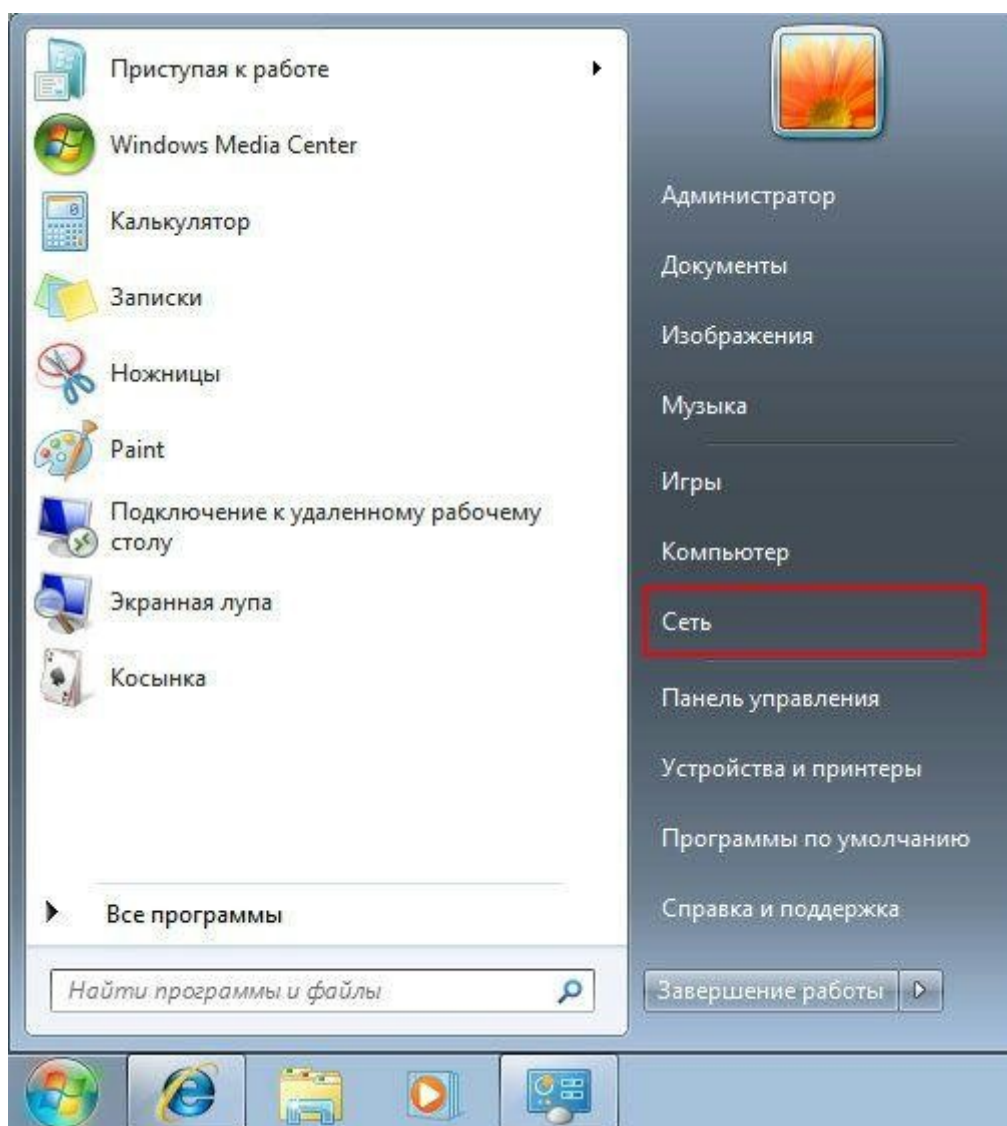 Приступая к работе
Windows Media Center
Калькулятор
Записки
Ножницы
Paint
Подключение к удаленному рабочему
столу
Экранная лупа
Косынка
Все программы
Найти программы и файлы
Администратор
Документы
Изображения
Музыка
Игры
Компьютер
Сеть
Панель управления
Устройства и принтеры
Программы по умолчанию
Справка и поддержка
Завершение работы